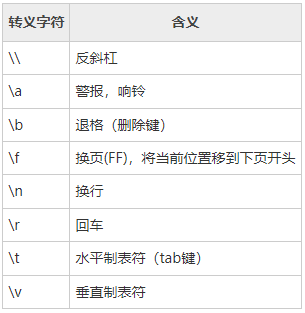 转义字符 含义
\\ 反斜杠
\a 警报，响铃
\b 退格（删除键）
\f 换页(FF)，将当前位置移到下页开头
\n 换行
\r 回车
\t 水平制表符（tab键）
\v 垂直制表符